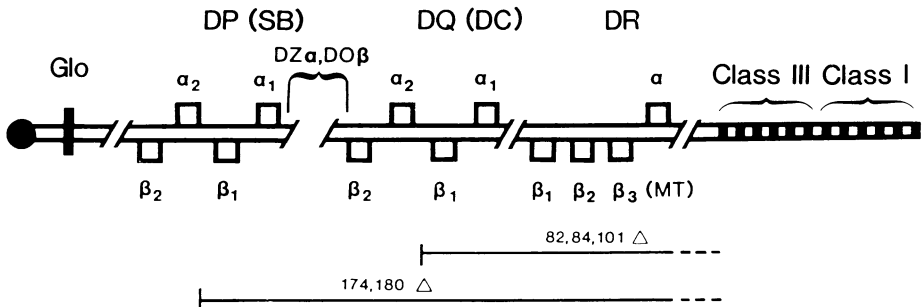 DP (SB) DQ (DC) DR
DZα,DOβ
Glo α₂ α₁ α₂ α₁ α Class III Class I
β₂ β₁ β₂ β₁ β₁ β₂ β₃ (MT)
82,84,101 △
174,180 △